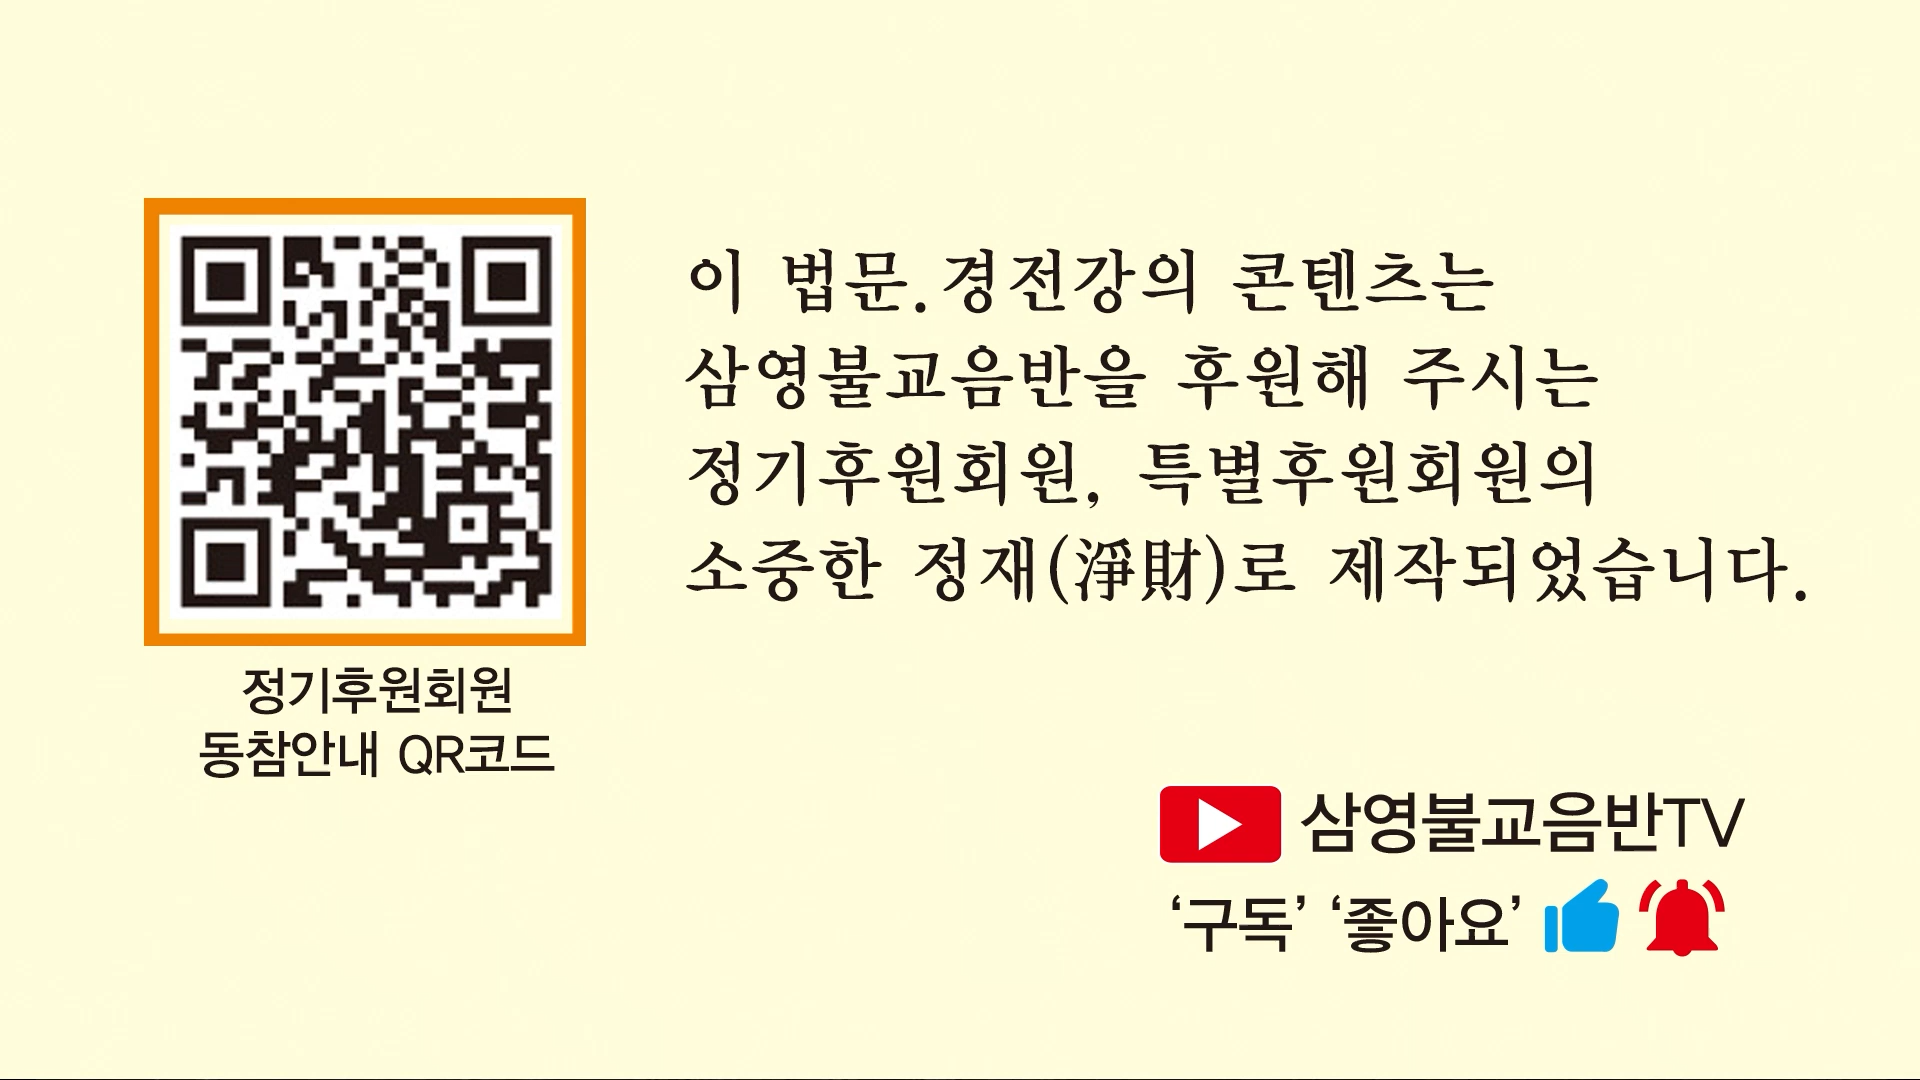 이 법문.경전강의 콘텐츠는
삼영불교음반을 후원해 주시는
정기후원회원, 특별후원회원의
소중한 정재(淨財)로 제작되었습니다.
정기후원회원
동참안내 QR코드
삼영불교음반TV
‘구독’ ‘좋아요’